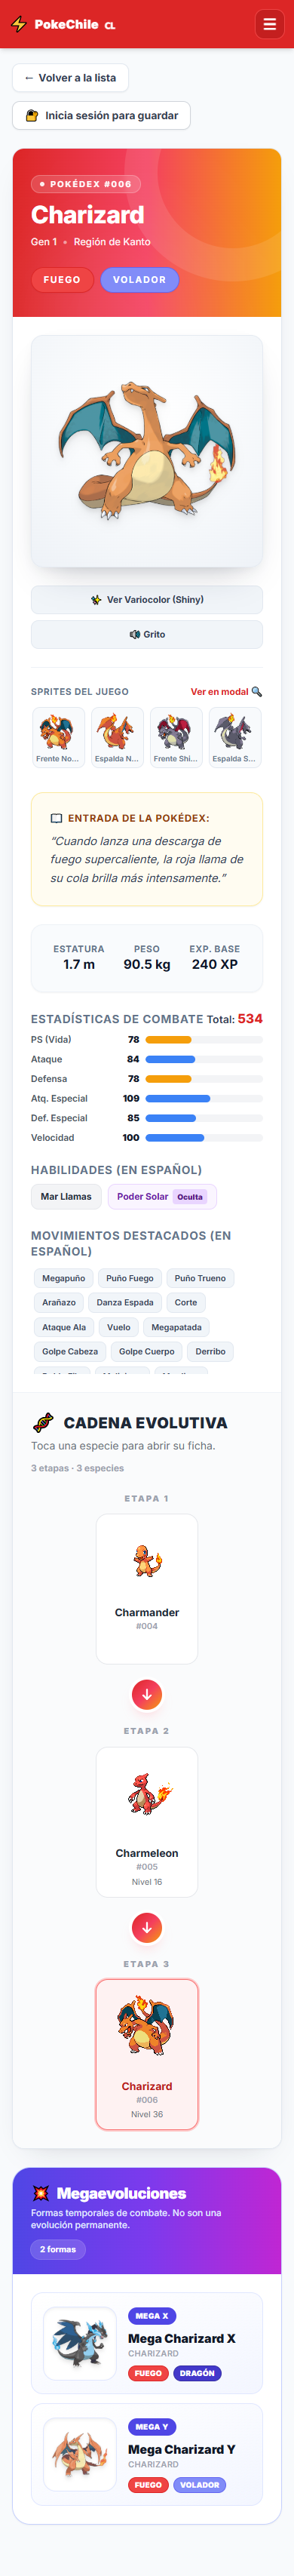 PokeChile CL
← Volver a la lista
Inicia sesión para guardar
POKÉDEX #006
Charizard
Gen 1 • Región de Kanto
FUEGO VOLADOR
Ver Variocolor (Shiny)
Grito
SPRITES DEL JUEGO Ver en modal
Frente No... Espalda N... Frente Shi... Espalda S...
ENTRADA DE LA POKÉDEX:
“Cuando lanza una descarga de
fuego supercaliente, la roja llama de
su cola brilla más intensamente.”
ESTATURA PESO EXP. BASE
1.7 m 90.5 kg 240 XP
ESTADÍSTICAS DE COMBATE Total: 534
PS (Vida) 78
Ataque 84
Defensa 78
Atq. Especial 109
Def. Especial 85
Velocidad 100
HABILIDADES (EN ESPAÑOL)
Mar Llamas Poder Solar Oculta
MOVIMIENTOS DESTACADOS (EN
ESPAÑOL)
Megapuño Puño Fuego Puño Trueno
Arañazo Danza Espada Corte
Ataque Ala Vuelo Megapatada
Golpe Cabeza Golpe Cuerpo Derribo
CADENA EVOLUTIVA
Toca una especie para abrir su ficha.
3 etapas · 3 especies
ETAPA 1
Charmander
#004
ETAPA 2
Charmeleon
#005
Nivel 16
ETAPA 3
Charizard
#006
Nivel 36
Megaevoluciones
Formas temporales de combate. No son una
evolución permanente.
2 formas
MEGA X
Mega Charizard X
CHARIZARD
FUEGO DRAGÓN
MEGA Y
Mega Charizard Y
CHARIZARD
FUEGO VOLADOR